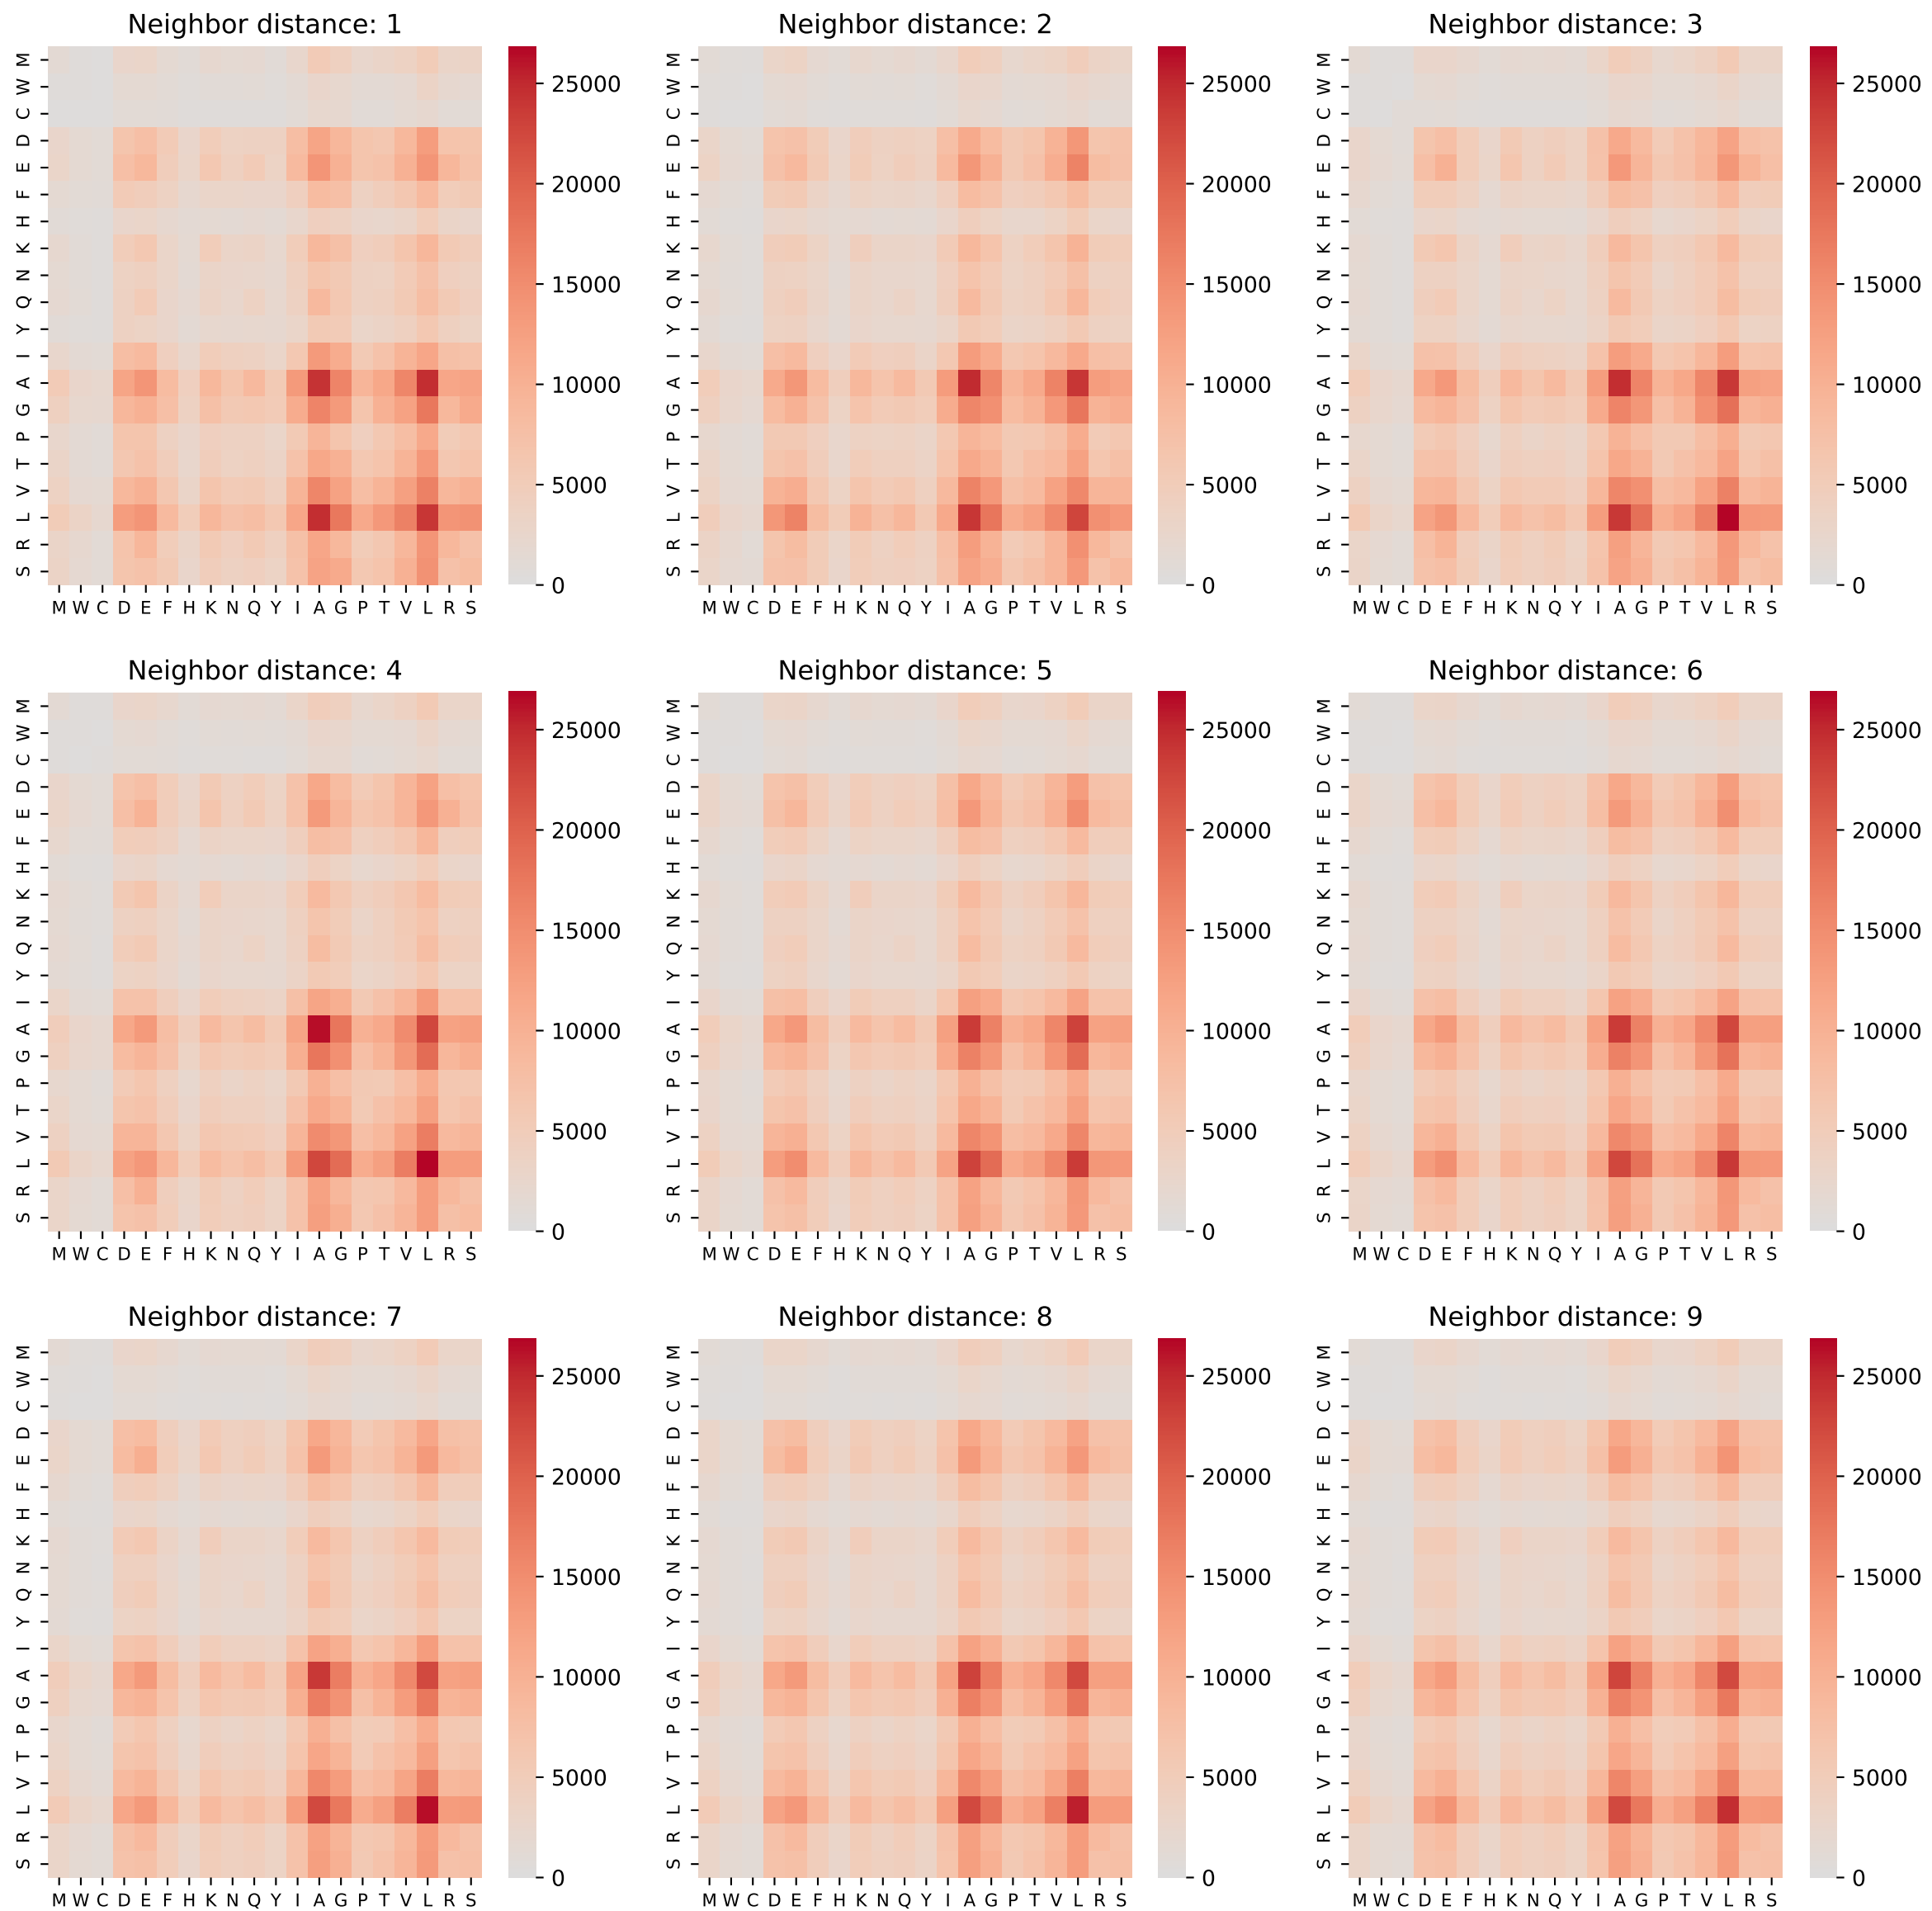 Neighbor distance: 1
M
W
C
D
E
F
H
K
N
Q
Y
I
A
G
P
T
V
L
R
S
M W C D E F H K N Q Y I A G P T V L R S
25000
20000
15000
10000
5000
0
Neighbor distance: 2
M
W
C
D
E
F
H
K
N
Q
Y
I
A
G
P
T
V
L
R
S
M W C D E F H K N Q Y I A G P T V L R S
25000
20000
15000
10000
5000
0
Neighbor distance: 3
M
W
C
D
E
F
H
K
N
Q
Y
I
A
G
P
T
V
L
R
S
M W C D E F H K N Q Y I A G P T V L R S
25000
20000
15000
10000
5000
0
Neighbor distance: 4
M
W
C
D
E
F
H
K
N
Q
Y
I
A
G
P
T
V
L
R
S
M W C D E F H K N Q Y I A G P T V L R S
25000
20000
15000
10000
5000
0
Neighbor distance: 5
M
W
C
D
E
F
H
K
N
Q
Y
I
A
G
P
T
V
L
R
S
M W C D E F H K N Q Y I A G P T V L R S
25000
20000
15000
10000
5000
0
Neighbor distance: 6
M
W
C
D
E
F
H
K
N
Q
Y
I
A
G
P
T
V
L
R
S
M W C D E F H K N Q Y I A G P T V L R S
25000
20000
15000
10000
5000
0
Neighbor distance: 7
M
W
C
D
E
F
H
K
N
Q
Y
I
A
G
P
T
V
L
R
S
M W C D E F H K N Q Y I A G P T V L R S
25000
20000
15000
10000
5000
0
Neighbor distance: 8
M
W
C
D
E
F
H
K
N
Q
Y
I
A
G
P
T
V
L
R
S
M W C D E F H K N Q Y I A G P T V L R S
25000
20000
15000
10000
5000
0
Neighbor distance: 9
M
W
C
D
E
F
H
K
N
Q
Y
I
A
G
P
T
V
L
R
S
M W C D E F H K N Q Y I A G P T V L R S
25000
20000
15000
10000
5000
0